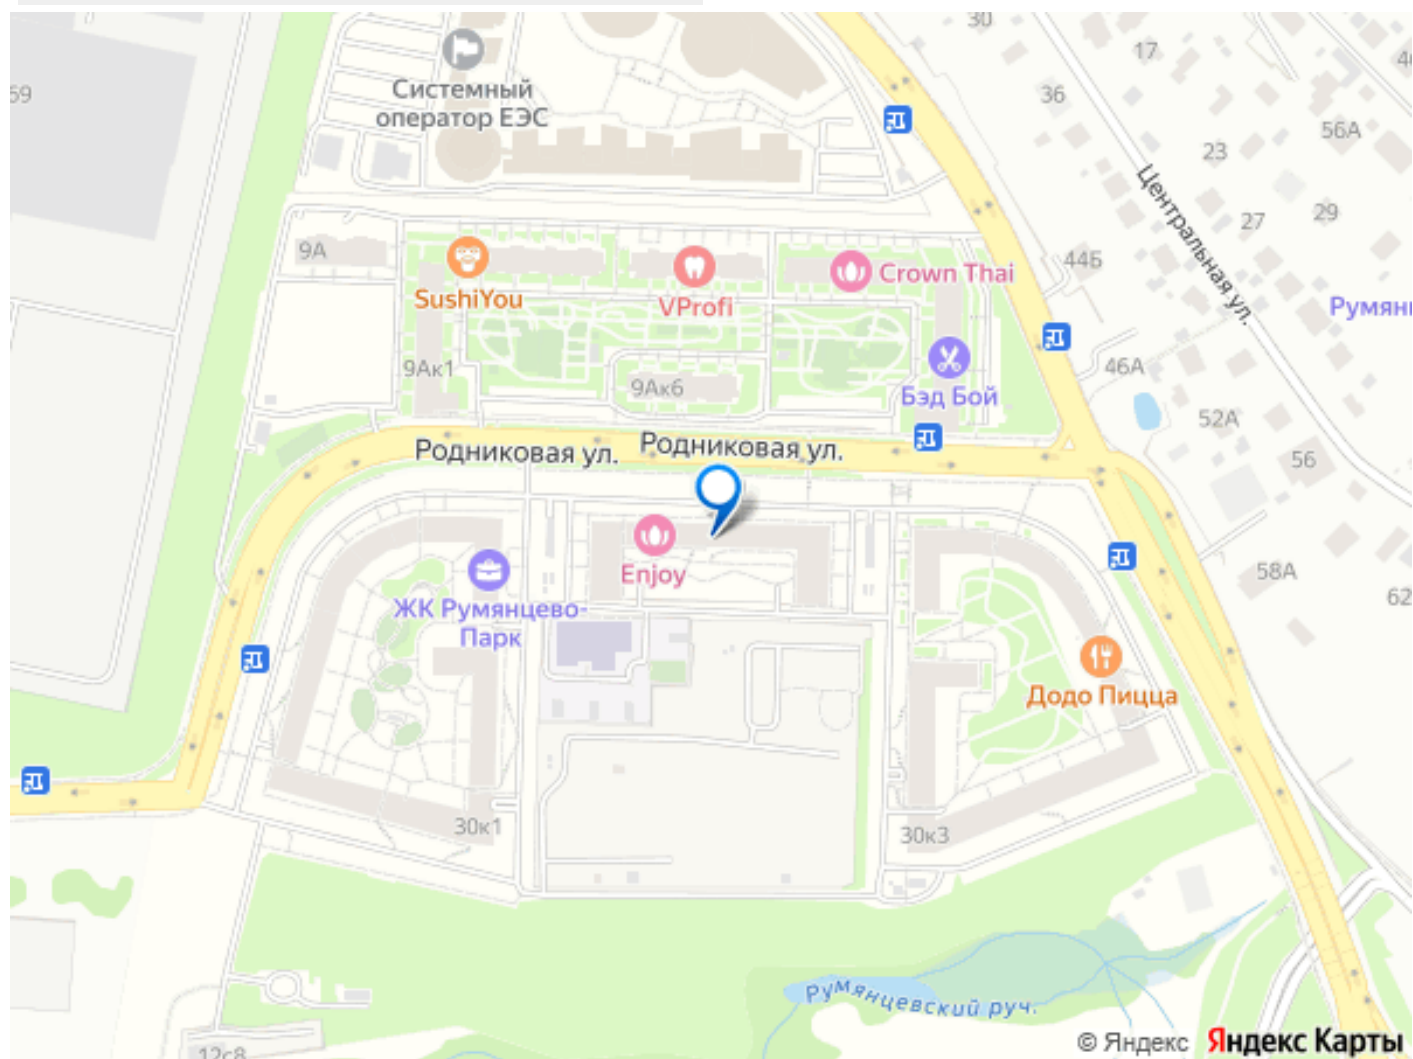 30
17
59
Системный
оператор ЕЭС
36
56А
23
Центральная ул.
27
29
9А
44Б
SushiYou
VProfi
Crown Thai
Румян
46А
9Ак1
9Ак6
Бэд Бой
52А
Родниковая ул.
Родниковая ул.
56
Enjoy
58А
62
ЖК Румянцево-
Парк
Додо Пицца
30к1
30к3
Румянцевский руч.
12с8
© Яндекс Яндекс Карты